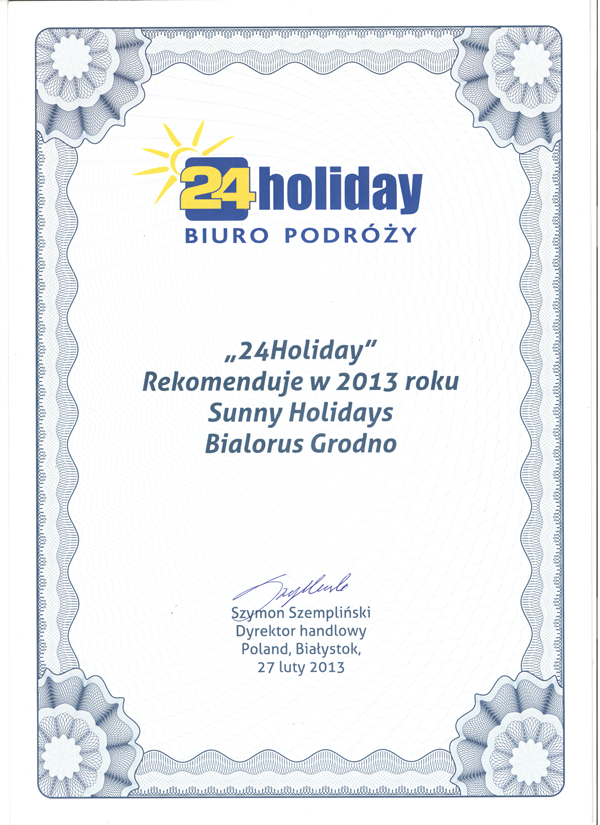 24holiday
BIURO PODRÓŻY
„24Holiday”
Rekomenduje w 2013 roku
Sunny Holidays
Bialorus Grodno
Szymon Szempliński
Dyrektor handlowy
Poland, Białystok,
27 luty 2013